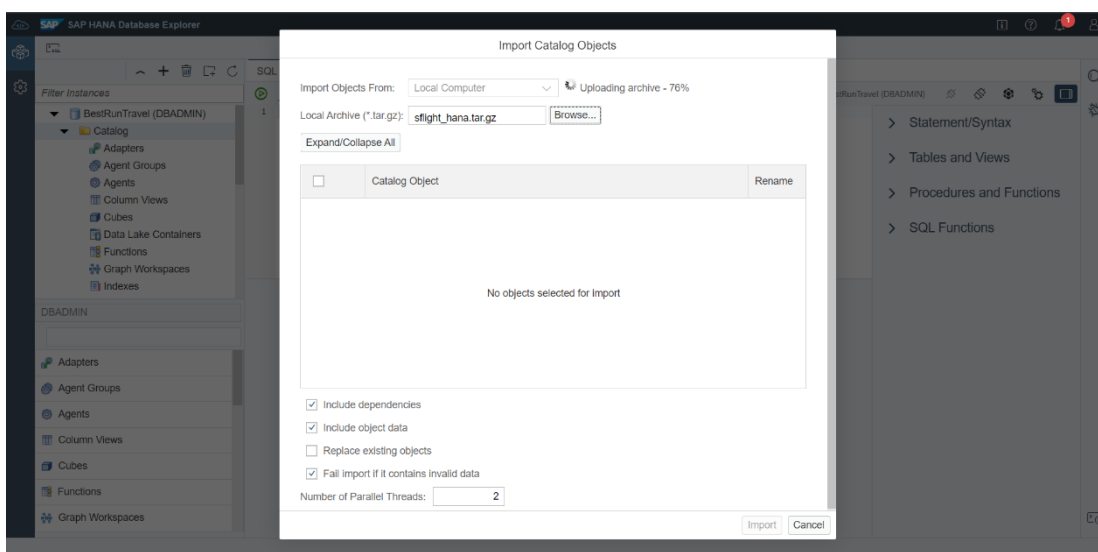 SAP SAP HANA Database Explorer
1
Import Catalog Objects
SQL
Filter Instances
BestRunTravel (DBADMIN)
Catalog
Adapters
Agent Groups
Agents
Column Views
Cubes
Data Lake Containers
Functions
Graph Workspaces
Indexes
DBADMIN
Adapters
Agent Groups
Agents
Column Views
Cubes
Functions
Graph Workspaces
1
Import Objects From: Local Computer Uploading archive - 76%
Local Archive (*.tar.gz): sflight_hana.tar.gz Browse...
Expand/Collapse All
Catalog Object Rename
No objects selected for import
Include dependencies
Include object data
Replace existing objects
Fail import if it contains invalid data
Number of Parallel Threads: 2
Import Cancel
(DBADMIN)
Statement/Syntax
Tables and Views
Procedures and Functions
SQL Functions